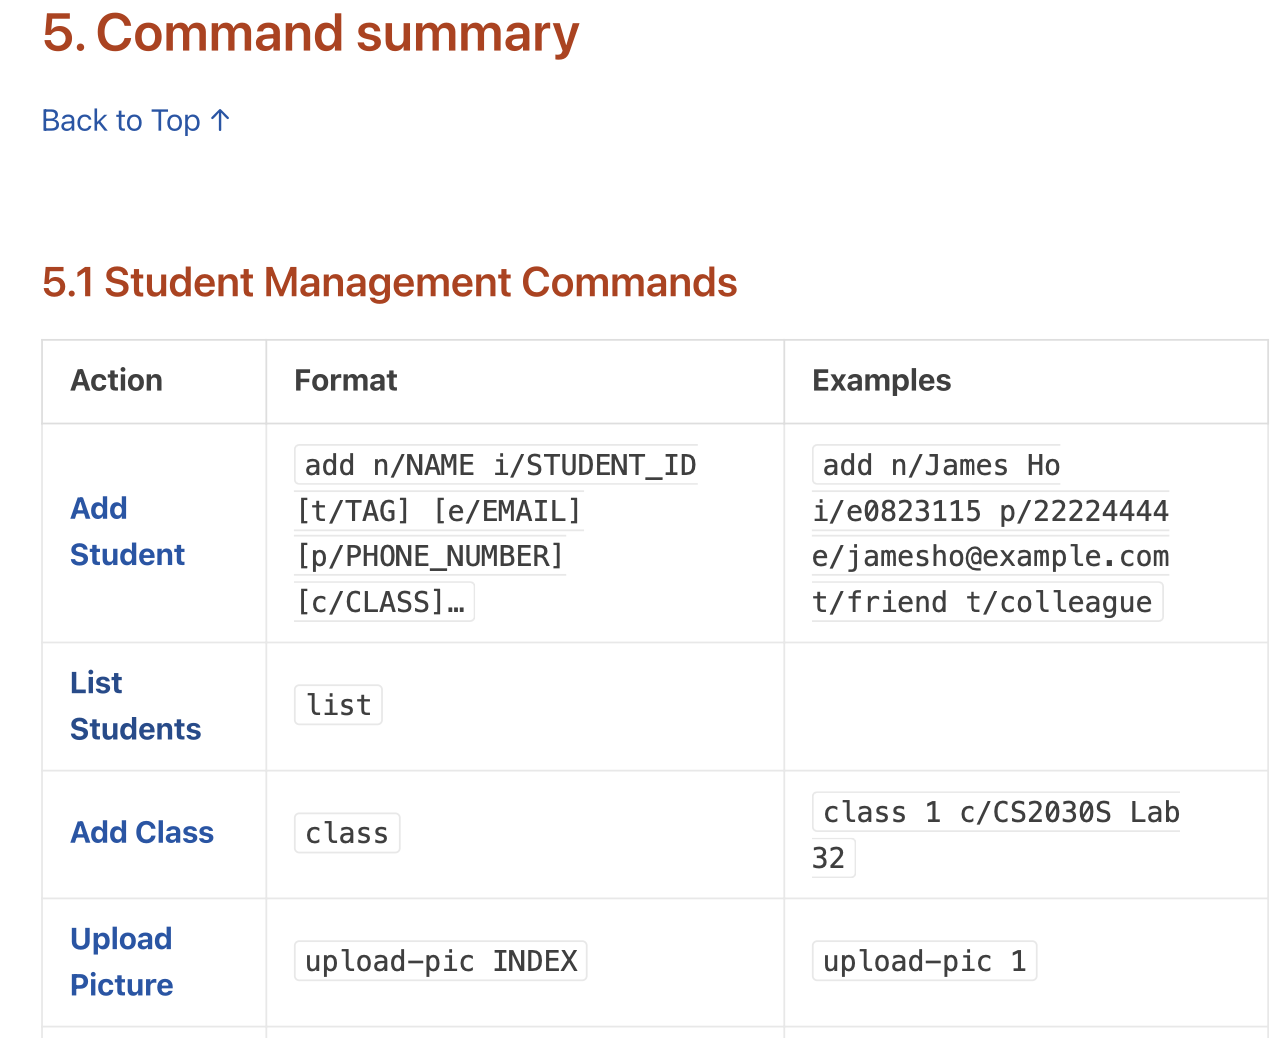 5. Command summary
Back to Top ↑
5.1 Student Management Commands
Action
Format
Examples
Add
Student
add n/NAME i/STUDENT_ID
[t/TAG] [e/EMAIL]
[p/PHONE_NUMBER]
[c/CLASS]…
add n/James Ho
i/e0823115 p/22224444
e/jamesho@example.com
t/friend t/colleague
List
Students
list
Add Class
class
class 1 c/CS2030S Lab
32
Upload
Picture
upload-pic INDEX
upload-pic 1